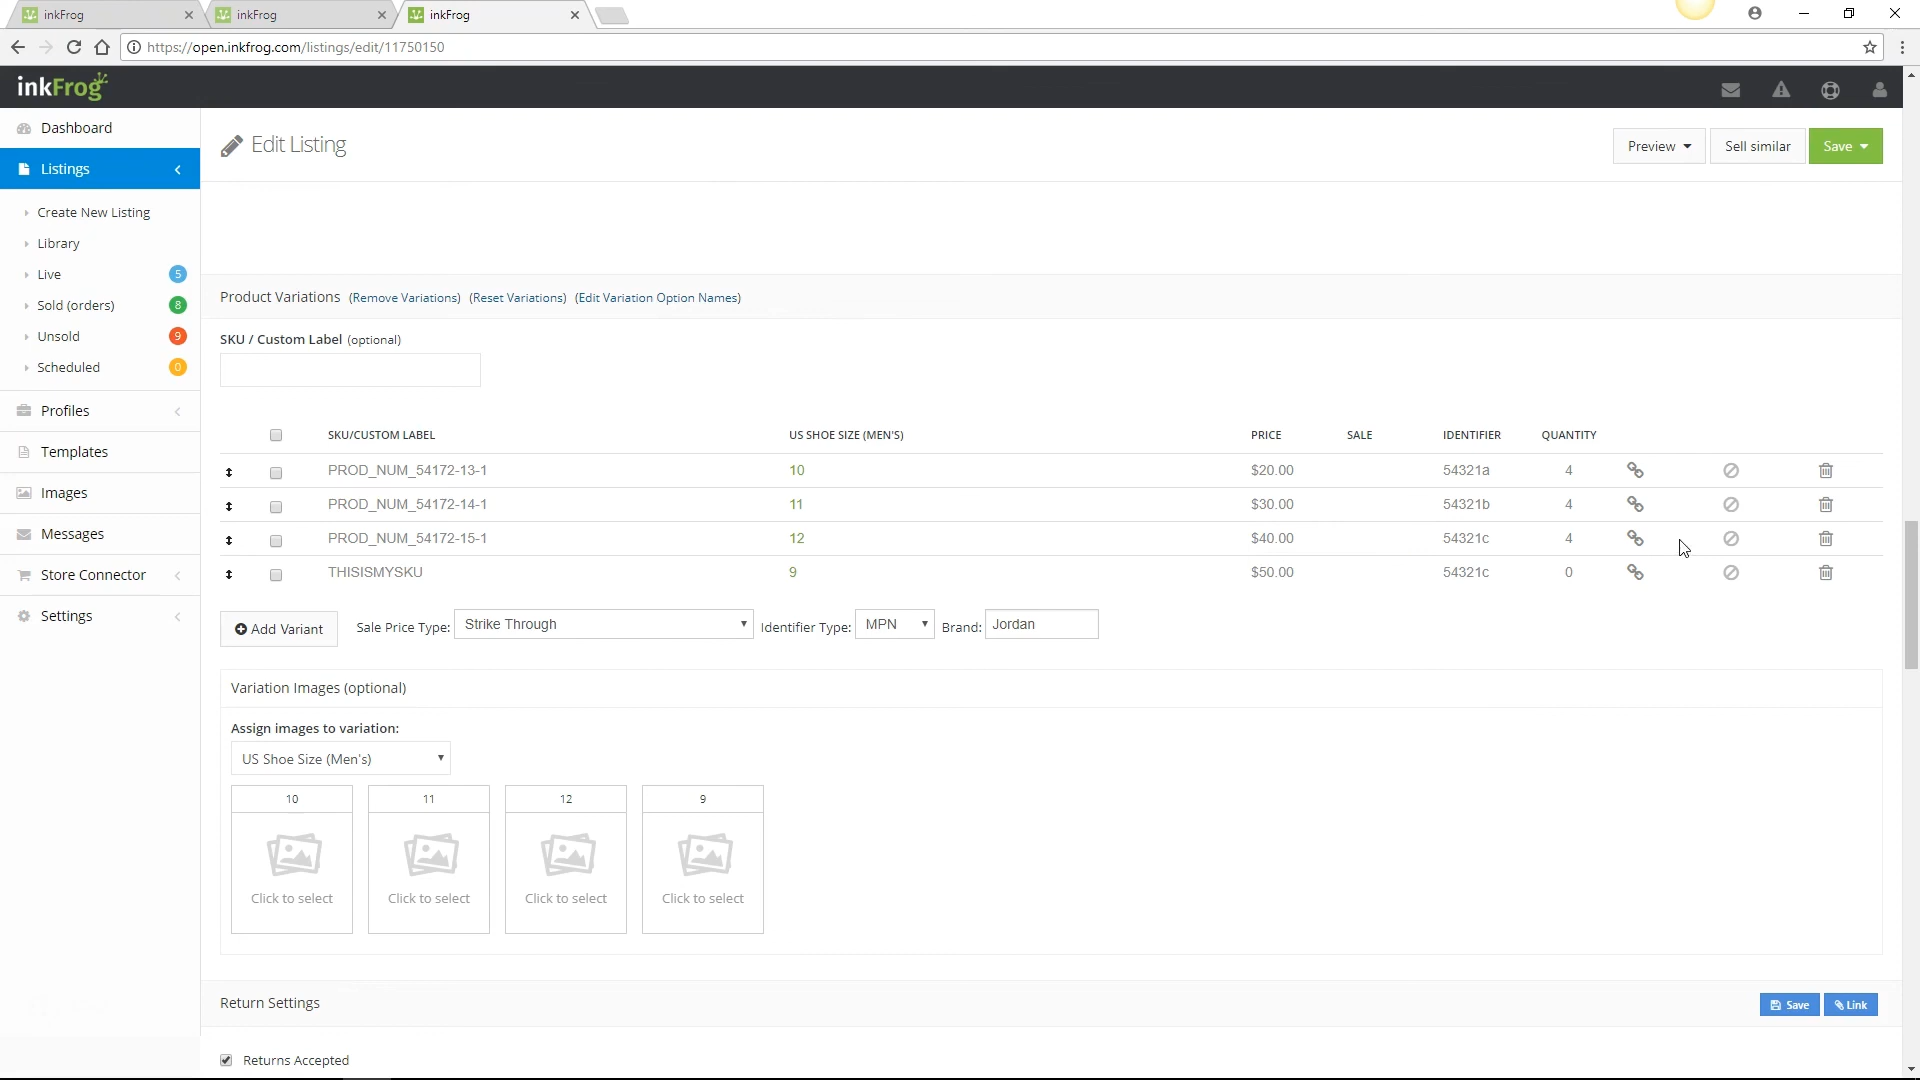 inkFrog inkFrog inkFrog
https://open.inkfrog.com/listings/edit/11750150
inkFrog
Dashboard
Listings
Create New Listing
Library
Live 5
Sold (orders) 8
Unsold 9
Scheduled 0
Profiles
Templates
Images
Messages
Store Connector
Settings
Edit Listing
Preview Sell similar Save
Product Variations (Remove Variations) (Reset Variations) (Edit Variation Option Names)
SKU / Custom Label (optional)
SKU/CUSTOM LABEL US SHOE SIZE (MEN'S) PRICE SALE IDENTIFIER QUANTITY
PROD_NUM_54172-13-1 10 $20.00 54321a 4
PROD_NUM_54172-14-1 11 $30.00 54321b 4
PROD_NUM_54172-15-1 12 $40.00 54321c 4
THISISMYSKU 9 $50.00 54321c 0
Add Variant Sale Price Type: Strike Through Identifier Type: MPN Brand: Jordan
Variation Images (optional)
Assign images to variation:
US Shoe Size (Men's)
10 11 12 9
Click to select Click to select Click to select Click to select
Return Settings Save Link
Returns Accepted